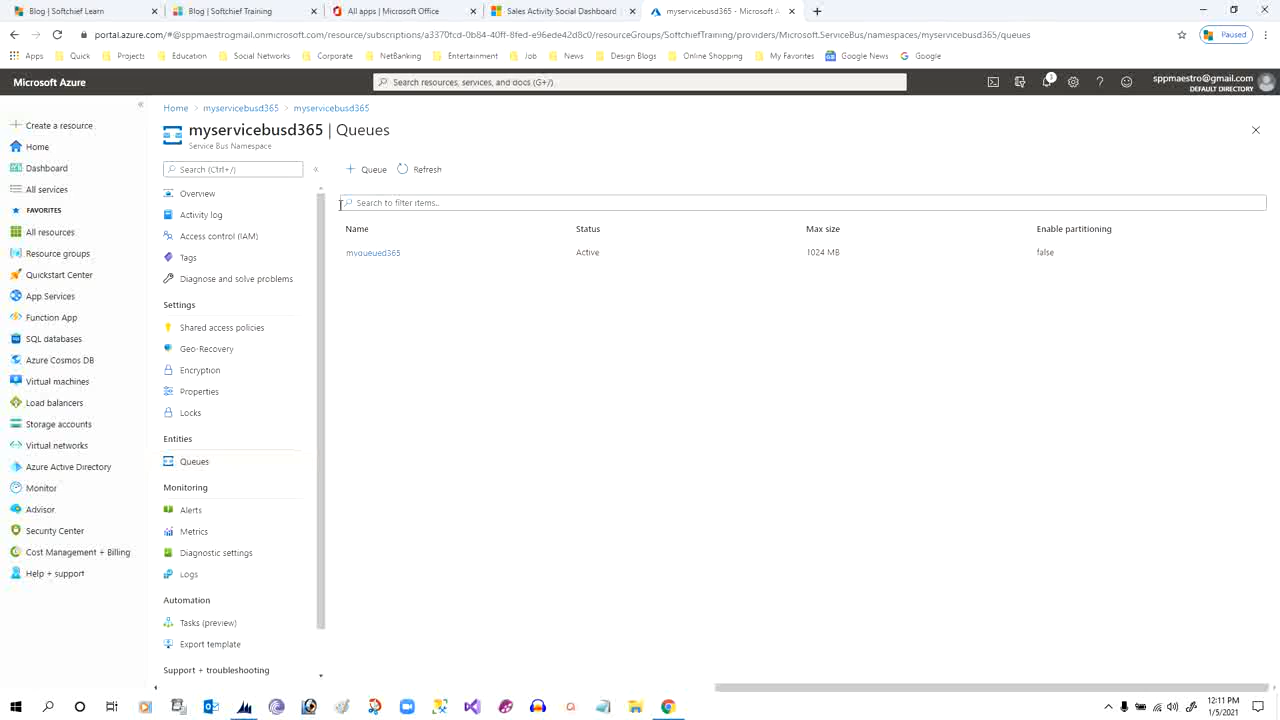 Blog | Softchief Learn
Blog | Softchief Training
All apps | Microsoft Office
Sales Activity Social Dashboard
myservicebusd365 - Microsoft A
portal.azure.com/#@sppmaestrogmail.onmicrosoft.com/resource/subscriptions/a3370fcd-0b84-40ff-9fed-e96ede42d8c0/resourceGroups/SoftchiefTraining/providers/Microsoft.ServiceBus/namespaces/myservicebusd365/queues
Paused
Apps
Quick
Projects
Education
Social Networks
Corporate
NetBanking
Entertainment
Job
News
Design Blogs
Online Shopping
My Favorites
Google News
Google
Microsoft Azure
Search resources, services, and docs (G+/)
sppmaestro@gmail.com
DEFAULT DIRECTORY
Home > myservicebusd365 > myservicebusd365
myservicebusd365 | Queues
Service Bus Namespace
Create a resource
Home
Dashboard
All services
FAVORITES
All resources
Resource groups
Quickstart Center
App Services
Function App
SQL databases
Azure Cosmos DB
Virtual machines
Load balancers
Storage accounts
Virtual networks
Azure Active Directory
Monitor
Advisor
Security Center
Cost Management + Billing
Help + support
Search (Ctrl+/)
Overview
Activity log
Access control (IAM)
Tags
Diagnose and solve problems
Settings
Shared access policies
Geo-Recovery
Encryption
Properties
Locks
Entities
Queues
Monitoring
Alerts
Metrics
Diagnostic settings
Logs
Automation
Tasks (preview)
Export template
Support + troubleshooting
Queue
Refresh
Search to filter items..
Name Status Max size Enable partitioning
myqueued365 Active 1024 MB false
12:11 PM
1/5/2021